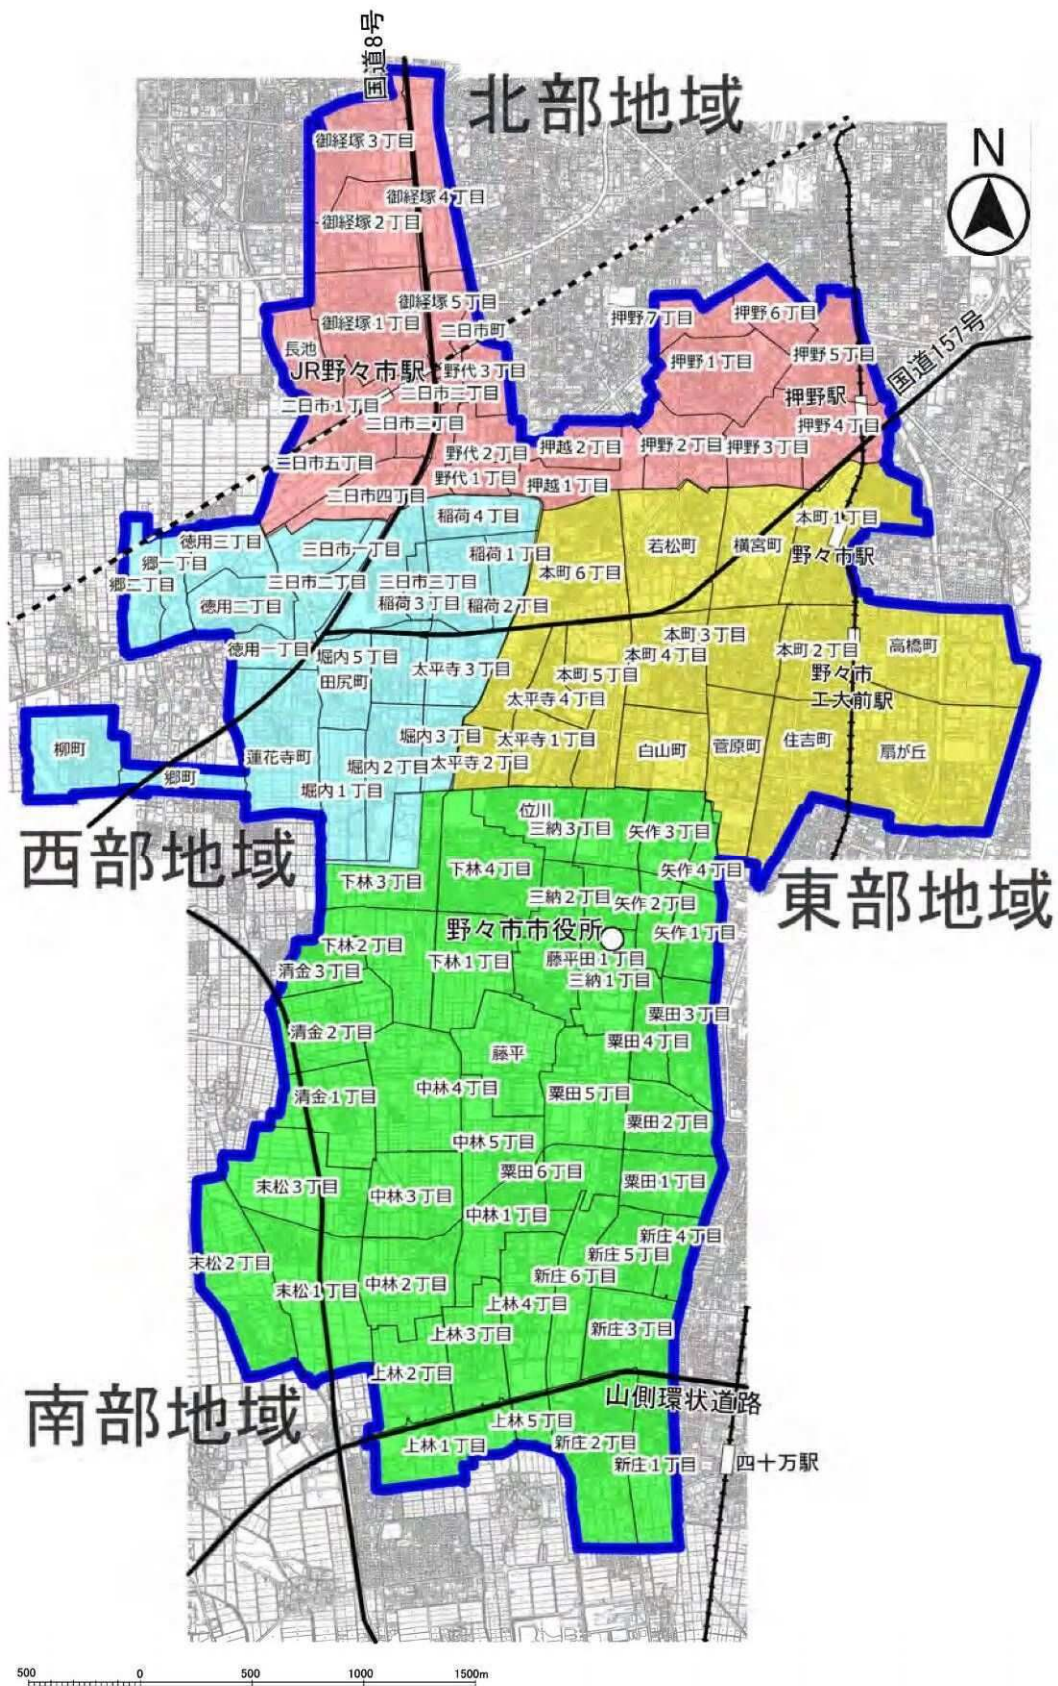 国道8号
北部地域
N
御経塚3丁目
御経塚4丁目
御経塚2丁目
御経塚5丁目
御経塚1丁目
二日市町
長池
JR野々市駅
野代3丁目
二日市二丁目
二日市1丁目
二日市三丁目
野代2丁目
三日市五丁目
野代1丁目
二日市四丁目
押野7丁目
押野6丁目
押野1丁目
押野5丁目
国道157号
押野駅
押野4丁目
押越2丁目
押野2丁目
押野3丁目
押越1丁目
稲荷4丁目
本町1丁目
徳用三丁目
三日市一丁目
稲荷1丁目
若松町
横宮町
野々市駅
郷一丁目
郷二丁目
三日市二丁目
三日市三丁目
本町6丁目
徳用二丁目
稲荷3丁目
稲荷2丁目
徳用一丁目
堀内5丁目
太平寺3丁目
本町3丁目
本町4丁目
本町2丁目
高橋町
田尻町
本町5丁目
野々市
工大前駅
太平寺4丁目
堀内3丁目
太平寺1丁目
白山町
菅原町
住吉町
扇が丘
柳町
郷町
蓮花寺町
堀内2丁目
太平寺2丁目
堀内1丁目
西部地域
東部地域
位川
三納3丁目
矢作3丁目
下林3丁目
下林4丁目
矢作4丁目
三納2丁目
矢作2丁目
野々市市役所
矢作1丁目
下林2丁目
下林1丁目
藤平田1丁目
清金3丁目
三納1丁目
粟田3丁目
清金2丁目
粟田4丁目
藤平
清金1丁目
中林4丁目
粟田5丁目
粟田2丁目
中林5丁目
末松3丁目
中林3丁目
粟田6丁目
粟田1丁目
中林1丁目
新庄4丁目
新庄5丁目
末松2丁目
末松1丁目
中林2丁目
新庄6丁目
上林4丁目
上林3丁目
新庄3丁目
上林2丁目
南部地域
山側環状道路
上林5丁目
上林1丁目
新庄2丁目
新庄1丁目
四十万駅
500 0 500 1000 1500m